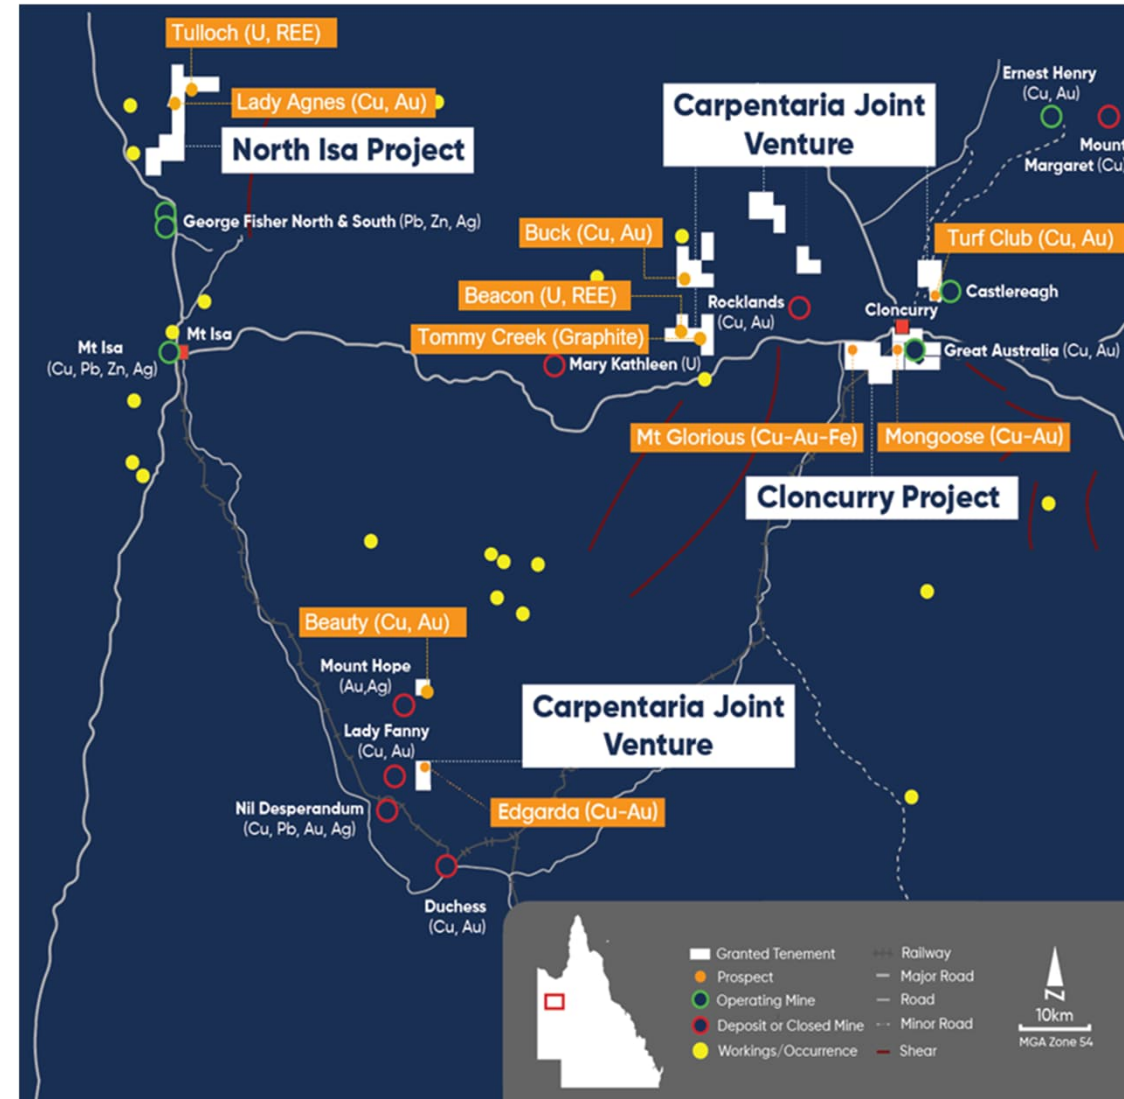 Tulloch (U, REE)
Lady Agnes (Cu, Au)
North Isa Project
George Fisher North & South (Pb, Zn, Ag)
Mt Isa
Mt Isa
(Cu, Pb, Zn, Ag)
Carpentaria Joint
Venture
Ernest Henry
(Cu, Au)
Mount
Margaret (Cu)
Buck (Cu, Au)
Turf Club (Cu, Au)
Beacon (U, REE)
Rocklands
(Cu, Au)
Castlereagh
Cloncurry
Tommy Creek (Graphite)
Mary Kathleen (U)
Great Australia (Cu, Au)
Mt Glorious (Cu-Au-Fe)
Mongoose (Cu-Au)
Cloncurry Project
Beauty (Cu, Au)
Mount Hope
(Au,Ag)
Lady Fanny
(Cu, Au)
Carpentaria Joint
Venture
Nil Desperandum
(Cu, Pb, Au, Ag)
Edgarda (Cu-Au)
Duchess
(Cu, Au)
Granted Tenement
Prospect
Operating Mine
Deposit or Closed Mine
Workings/Occurrence
Railway
Major Road
Road
Minor Road
Shear
N
10km
MGA Zone 54